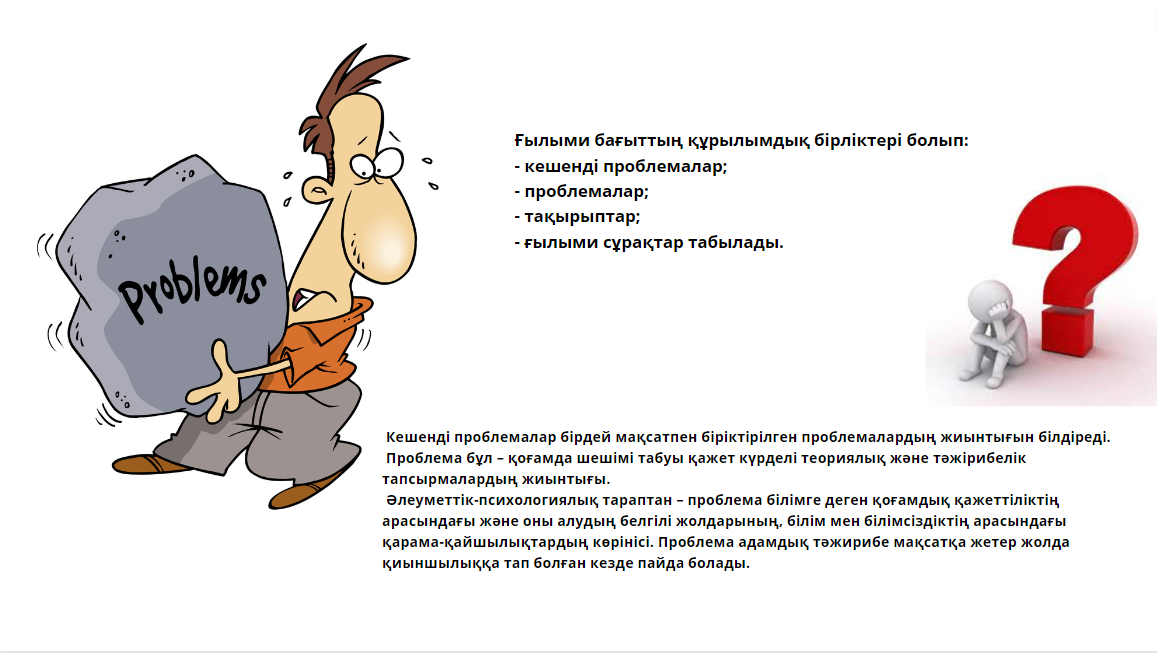 Problems
Ғылыми бағыттың құрылымдық бірліктері болып:
- кешенді проблемалар;
- проблемалар;
- тақырыптар;
- ғылыми сұрақтар табылады.
Кешенді проблемалар бірдей мақсатпен біріктірілген проблемалардың жиынтығын білдіреді.
Проблема бұл – қоғамда шешімі табуы қажет күрделі теориялық және тәжірибелік
тапсырмалардың жиынтығы.
Әлеуметтік-психологиялық тараптан – проблема білімге деген қоғамдық қажеттіліктің
арасындағы және оны алудың белгілі жолдарының, білім мен білімсіздіктің арасындағы
қарама-қайшылықтардың көрінісі. Проблема адамдық тәжирибе мақсатқа жетер жолда
қиыншылыққа тап болған кезде пайда болады.
?